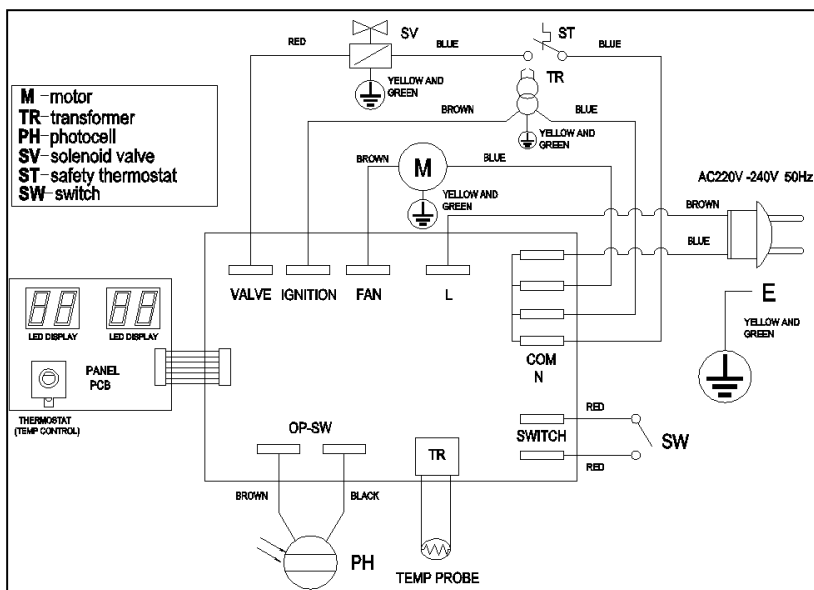 SV
ST
RED
BLUE
BLUE
YELLOW AND
GREEN
TR
M-motor
TR-transformer
PH-photocell
SV-solenoid valve
ST-safety thermostat
SW-switch
BROWN
BLUE
YELLOW AND
GREEN
BROWN
M
BLUE
YELLOW AND
GREEN
AC220V -240V 50Hz
BROWN
BLUE
VALVE
IGNITION
FAN
L
E
YELLOW AND
GREEN
88
88
LED DISPLAY
LED DISPLAY
PANEL
PCB
COM
N
THERMOSTAT
(TEMP CONTROL)
OP-SW
TR
SWITCH
RED
SW
RED
BROWN
BLACK
PH
TEMP PROBE